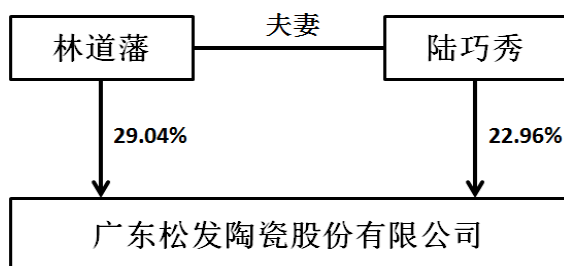 夫妻
林道藩
陆巧秀
29.04%
22.96%
广东松发陶瓷股份有限公司